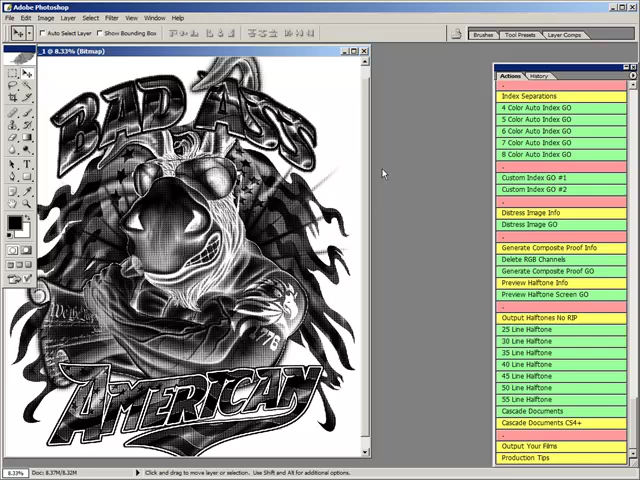 Adobe Photoshop
File Edit Image Layer Select Filter View Window Help
Auto Select Layer Show Bounding Box
Brushes Tool Presets Layer Comps
_1 @ 8.33% (Bitmap)
Actions History
Index Separations
4 Color Auto Index GO
5 Color Auto Index GO
6 Color Auto Index GO
7 Color Auto Index GO
8 Color Auto Index GO
Custom Index GO #1
Custom Index GO #2
Distress Image Info
Distress Image GO
Generate Composite Proof Info
Delete RGB Channels
Generate Composite Proof GO
Preview Halftone Info
Preview Halftone Screen GO
Output Halftones No RIP
25 Line Halftone
30 Line Halftone
35 Line Halftone
40 Line Halftone
45 Line Halftone
50 Line Halftone
55 Line Halftone
Cascade Documents
Cascade Documents CS4+
Output Your Films
Production Tips
BAD ASS
We the People
1776
AMERICAN
8.33% Doc: 8.37M/8.32M Click and drag to move layer or selection. Use Shift and Alt for additional options.